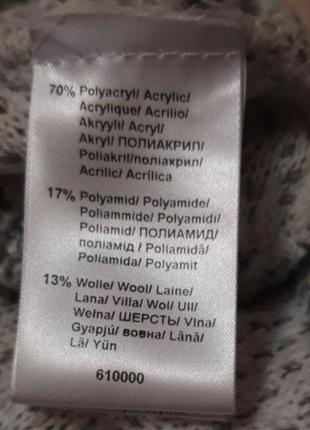 70% Polyacryl/ Acrylic/
Acrylique/ Acrilio/
Akryyli/ Acryl/
Akryl/ ПОЛИАКРИЛ/
Poliakril/поліакрил/
Acrilic/ Acrílica
17% Polyamid/ Polyamide/
Poliammide/ Polyamidi/
Poliamid/ ПОЛИАМИД/
поліамід / Poliamidă/
Poliamida/ Polyamit
13% Wolle/ Wool/ Laine/
Lana/ Villa/ Wol/ Ull/
Wełna/ ШЕРСТЬ/ Vlna/
Gyapjú/ вовна/ Lână/
Lã/ Yün
610000